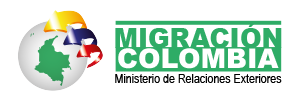 MIGRACIÓN
COLOMBIA
Ministerio de Relaciones Exteriores